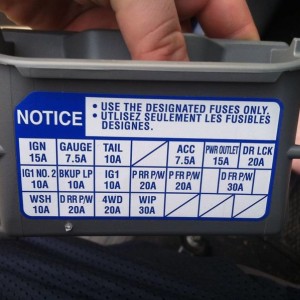 NOTICE
• USE THE DESIGNATED FUSES ONLY.
• UTLISEZ SEULEMENT LES FUSIBLES
DESIGNES.
IGN 15A GAUGE 7.5A TAIL 10A ACC 7.5A PWR OUTLET 15A DR LCK 20A
IG1 NO. 2 10A BKUP LP 10A IG1 10A P RR P/W 20A P FR P/W 20A D FR P/W 30A
WSH 10A D RR P/W 20A 4WD 20A WIP 30A